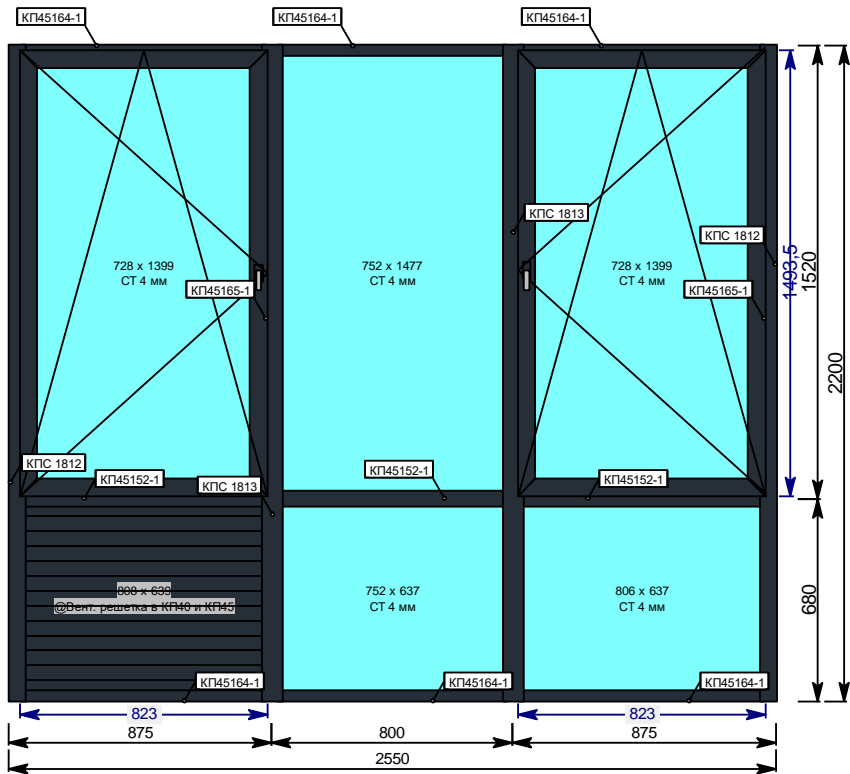 КП45164-1
КП45164-1
КП45164-1
КПС 1813
КПС 1812
728 x 1399
СТ 4 мм
752 x 1477
СТ 4 мм
728 x 1399
СТ 4 мм
КП45165-1
КП45165-1
1493,5
1520
2200
КПС 1812
КП45152-1
КПС 1813
КП45152-1
КП45152-1
808 x 639
@Вент. решетка в КП40 и КП45
752 x 637
СТ 4 мм
806 x 637
СТ 4 мм
680
КП45164-1
КП45164-1
КП45164-1
823
823
875
800
875
2550